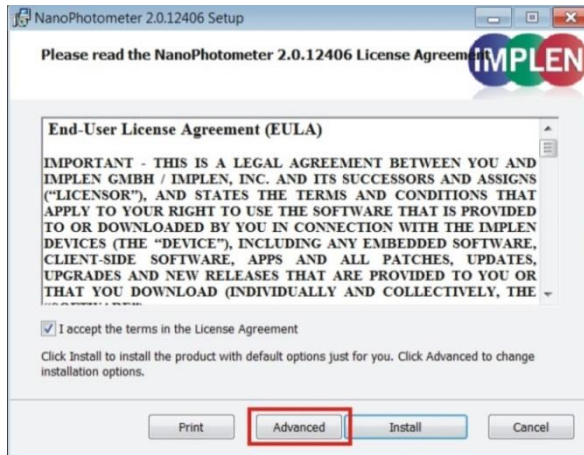 NanoPhotometer 2.0.12406 Setup
Please read the NanoPhotometer 2.0.12406 License Agreement
IMPLEN
End-User License Agreement (EULA)
IMPORTANT - THIS IS A LEGAL AGREEMENT BETWEEN YOU AND
IMPLEN GMBH / IMPLEN, INC. AND ITS SUCCESSORS AND ASSIGNS
(“LICENSOR”), AND STATES THE TERMS AND CONDITIONS THAT
APPLY TO YOUR RIGHT TO USE THE SOFTWARE THAT IS PROVIDED
TO OR DOWNLOADED BY YOU IN CONNECTION WITH THE IMPLEN
DEVICES (THE “DEVICE”), INCLUDING ANY EMBEDDED SOFTWARE,
CLIENT-SIDE SOFTWARE, APPS AND ALL PATCHES, UPDATES,
UPGRADES AND NEW RELEASES THAT ARE PROVIDED TO YOU OR
THAT YOU DOWNLOAD (INDIVIDUALLY AND COLLECTIVELY, THE
I accept the terms in the License Agreement
Click Install to install the product with default options just for you. Click Advanced to change
installation options.
Print
Advanced
Install
Cancel